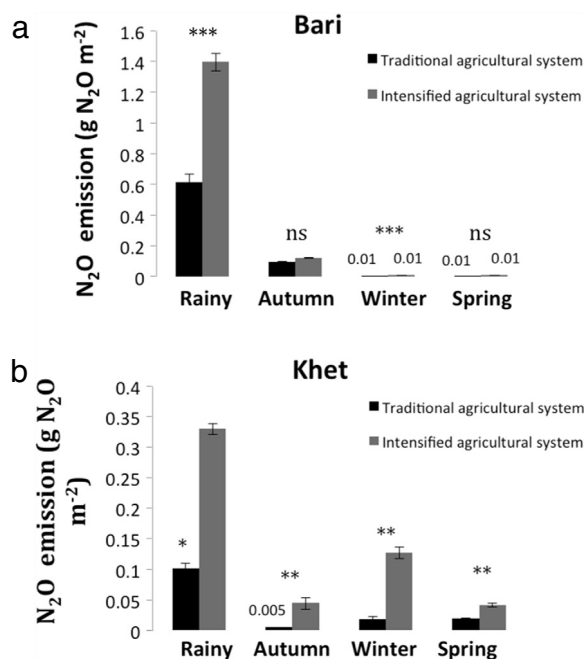 a
Bari
N₂O emission (g N₂O m⁻²)
1.6
1.4
1.2
1
0.8
0.6
0.4
0.2
0
***
ns
***
ns
0.01 0.01 0.01 0.01
Traditional agricultural system
Intensified agricultural system
Rainy Autumn Winter Spring
b
Khet
N₂O emission (g N₂O
m⁻²)
0.4
0.35
0.3
0.25
0.2
0.15
0.1
0.05
0
*
**
**
**
0.005
Traditional agricultural system
Intensified agricultural system
Rainy Autumn Winter Spring